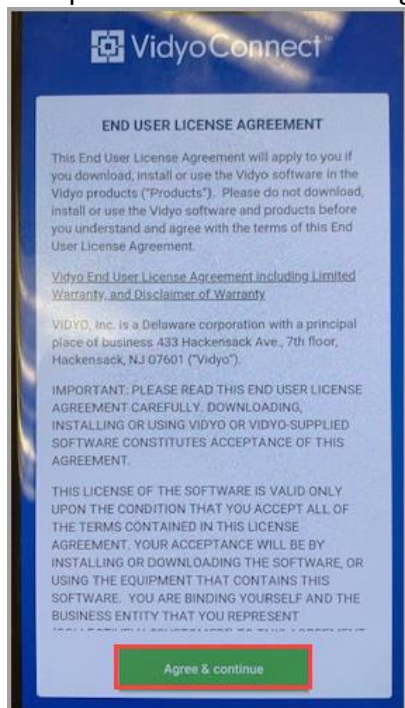 VidyoConnect™
END USER LICENSE AGREEMENT
This End User License Agreement will apply to you if
you download, install or use the Vidyo software in the
Vidyo products ("Products"). Please do not download,
install or use the Vidyo software and products before
you understand and agree with the terms of this End
User License Agreement.
Vidyo End User License Agreement including Limited
Warranty, and Disclaimer of Warranty
VIDYO, Inc. is a Delaware corporation with a principal
place of business 433 Hackensack Ave., 7th floor,
Hackensack, NJ 07601 ("Vidyo").
IMPORTANT: PLEASE READ THIS END USER LICENSE
AGREEMENT CAREFULLY. DOWNLOADING,
INSTALLING OR USING VIDYO OR VIDYO-SUPPLIED
SOFTWARE CONSTITUTES ACCEPTANCE OF THIS
AGREEMENT.
THIS LICENSE OF THE SOFTWARE IS VALID ONLY
UPON THE CONDITION THAT YOU ACCEPT ALL OF
THE TERMS CONTAINED IN THIS LICENSE
AGREEMENT. YOUR ACCEPTANCE WILL BE BY
INSTALLING OR DOWNLOADING THE SOFTWARE, OR
USING THE EQUIPMENT THAT CONTAINS THIS
SOFTWARE. YOU ARE BINDING YOURSELF AND THE
BUSINESS ENTITY THAT YOU REPRESENT
Agree & continue